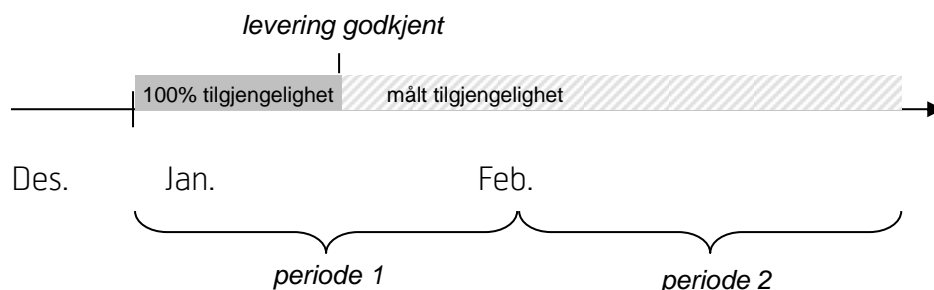 levering godkjent
100% tilgjengelighet målt tilgjengelighet
Des. Jan. Feb.
periode 1 periode 2